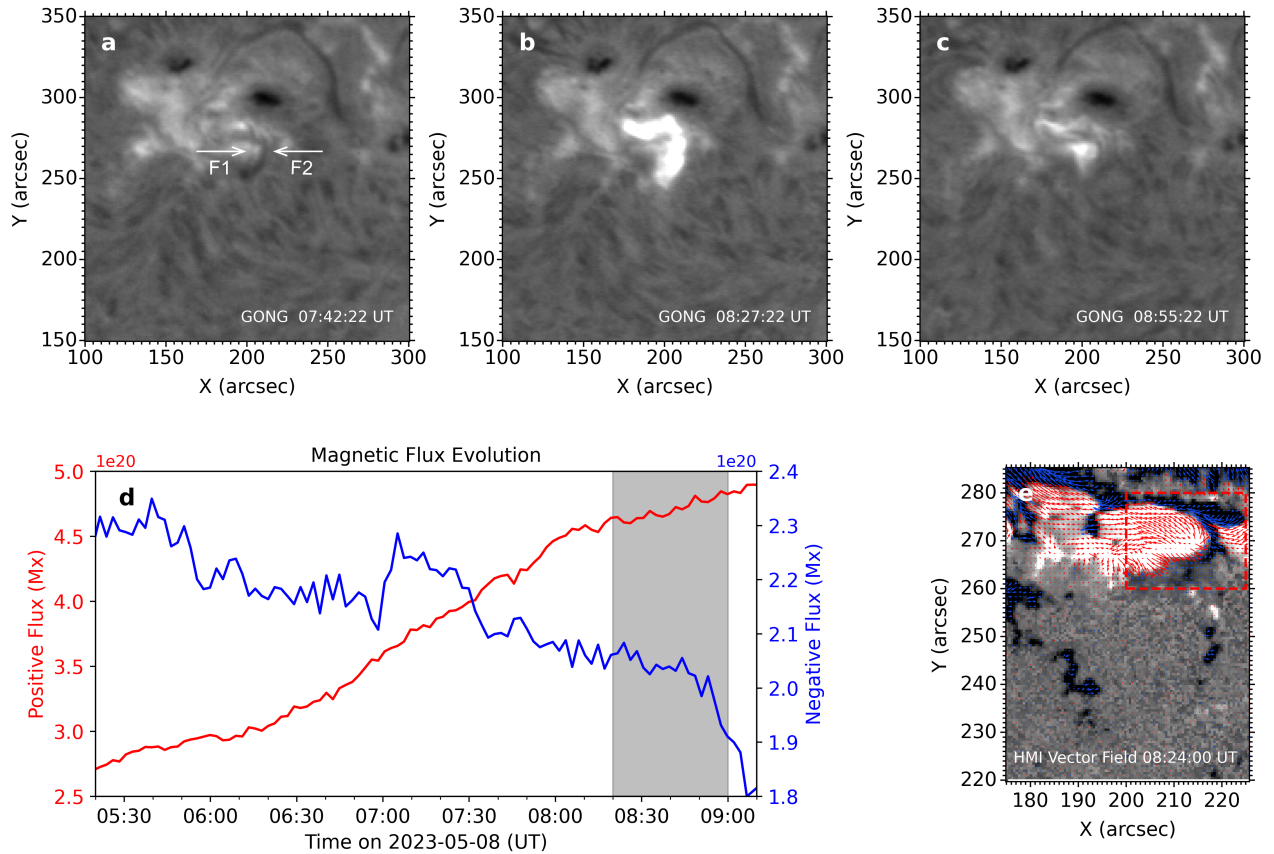 a
350
300
250
200
150
Y (arcsec)
F1
F2
GONG 07:42:22 UT
100 150 200 250 300
X (arcsec)
b
350
300
250
200
150
Y (arcsec)
GONG 08:27:22 UT
100 150 200 250 300
X (arcsec)
c
350
300
250
200
150
Y (arcsec)
GONG 08:55:22 UT
100 150 200 250 300
X (arcsec)
Magnetic Flux Evolution
1e20
1e20
d
5.0
4.5
4.0
3.5
3.0
2.5
Positive Flux (Mx)
2.4
2.3
2.2
2.1
2.0
1.9
1.8
Negative Flux (Mx)
05:30 06:00 06:30 07:00 07:30 08:00 08:30 09:00
Time on 2023-05-08 (UT)
e
280
270
260
250
240
230
220
Y (arcsec)
HMI Vector Field 08:24:00 UT
180 190 200 210 220
X (arcsec)